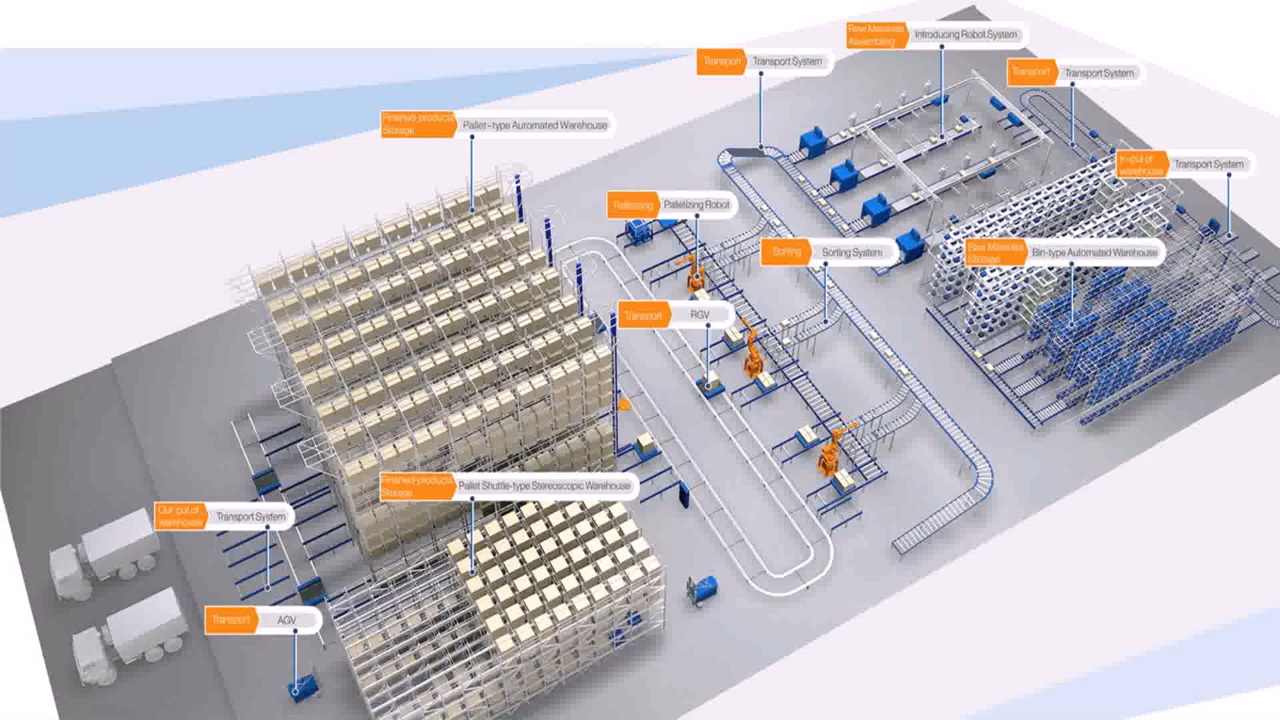 Raw Materials
Assembling
Introducing Robot System
Transport
Transport System
Transport
Transport System
Finished-products
Storage
Pallet-type Automated Warehouse
In-put of
warehouse
Transport System
Palletizing
Palletizing Robot
Sorting
Sorting System
Raw Materials
Storage
Bin-type Automated Warehouse
Transport
RGV
Finished-products
Storage
Pallet Shuttle-type Stereoscopic Warehouse
Out-put of
warehouse
Transport System
Transport
AGV